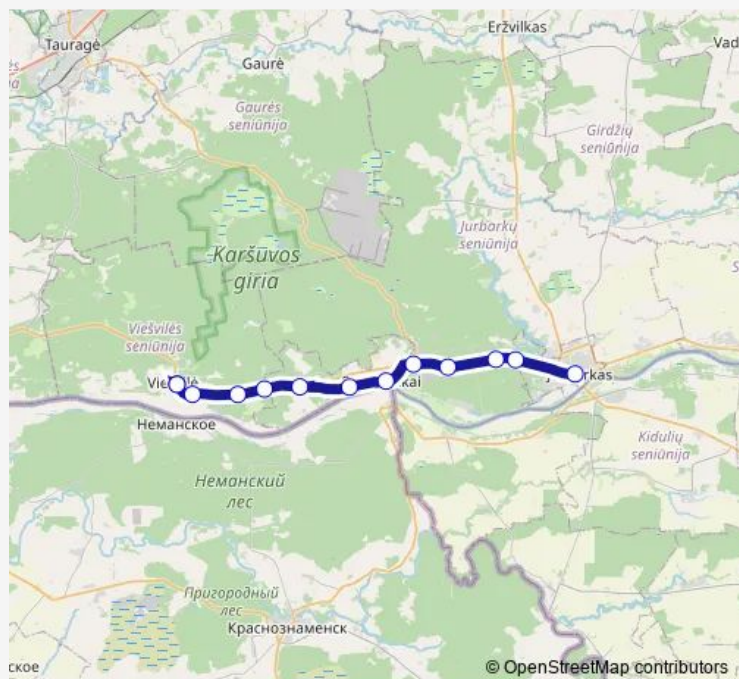 Eržvilkas
Tauragė
Vad
Gaurė
Gaurės
seniūnija
Girdžių
seniūnija
Jurbarkų
seniūnija
Karšuvos
giria
Viešvilės
seniūnija
Неманское
Kidulių
seniūnija
Неманский
лес
Пригородный
лес
Краснознаменск
ское
© OpenStreetMap contributors